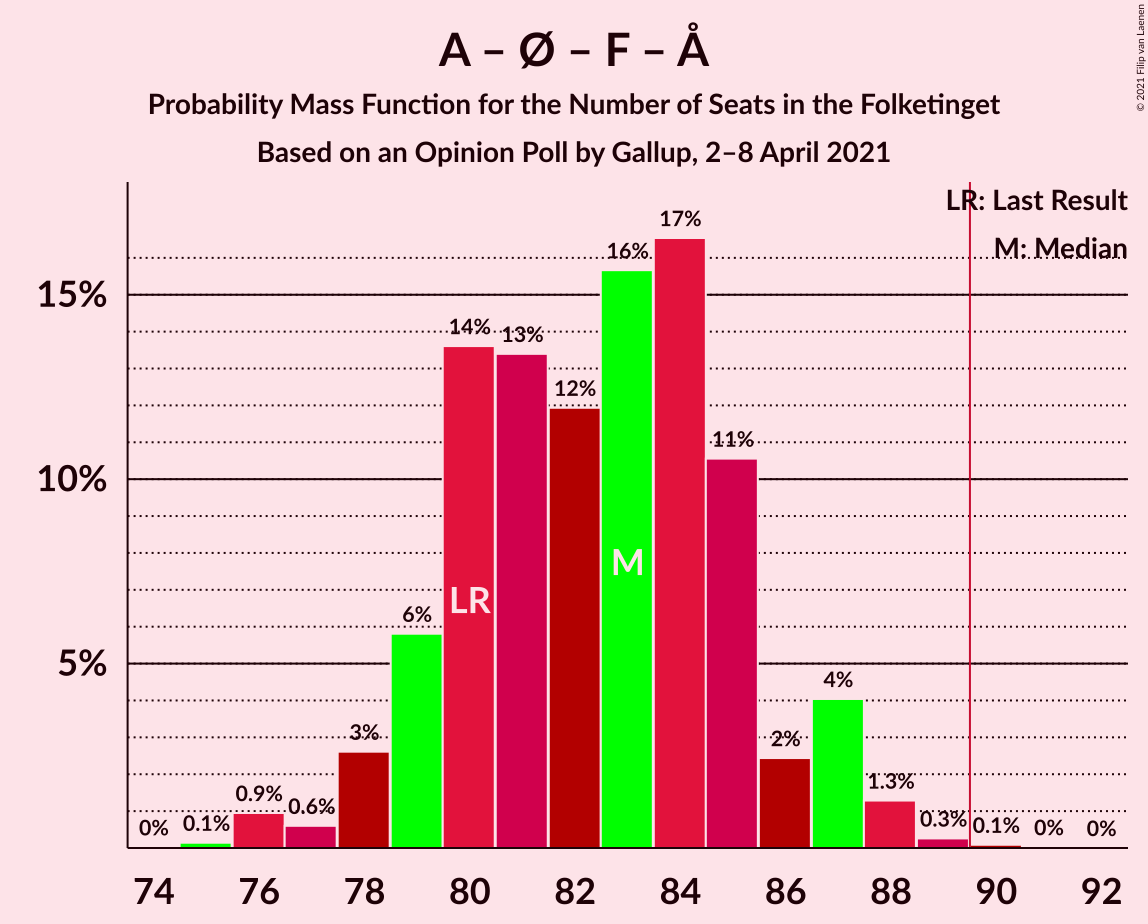 A – Ø – F – Å
Probability Mass Function for the Number of Seats in the Folketinget
Based on an Opinion Poll by Gallup, 2–8 April 2021
© 2021 Filip van Laenen
LR: Last Result
M: Median
15%
10%
5%
0%
0.1%
0.9%
0.6%
3%
6%
14%
13%
12%
16%
17%
11%
2%
4%
1.3%
0.3%
0.1%
0%
0%
LR
M
74 76 78 80 82 84 86 88 90 92